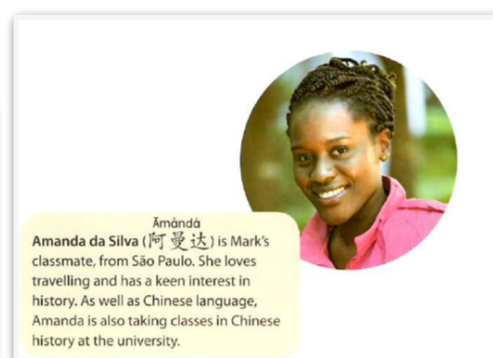 Āmàndá
Amanda da Silva (阿曼达) is Mark's
classmate, from São Paulo. She loves
travelling and has a keen interest in
history. As well as Chinese language,
Amanda is also taking classes in Chinese
history at the university.